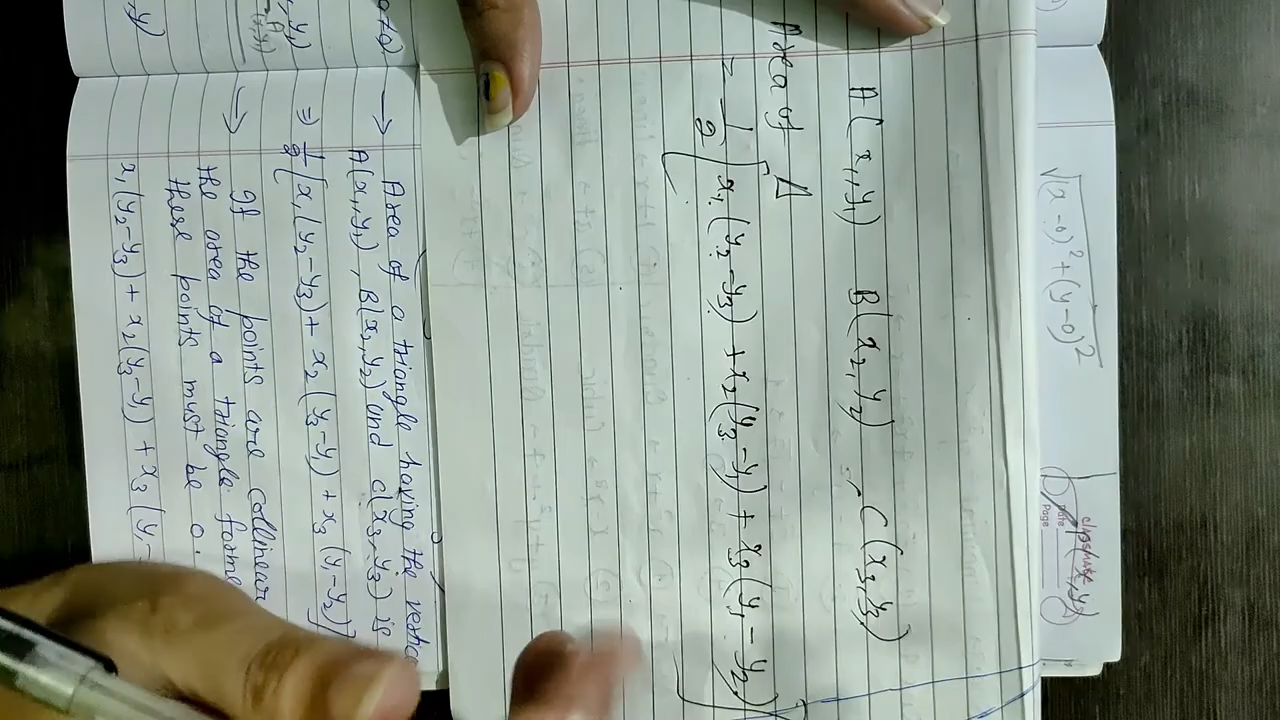 √(x-0)²+(y-0)²
Date
Page
A(x₁,y₁) B(x₂,y₂) C(x₃,y₃)
Area of Δ
= 1/2 [x₁(y₂-y₃)+x₂(y₃-y₁)+x₃(y₁-y₂)]
→ Area of a triangle having the
A(x₁,y₁), B(x₂,y₂) and C(x₃,y₃) is
⇒ 1/2 [x₁(y₂-y₃)+x₂(y₃-y₁)+x₃(y₁-y₂)]
→ If the points are collinear
the area of a triangle forme
these points must be 0.
x₁(y₂-y₃)+x₂(y₃-y₁)+x₃(y₁-